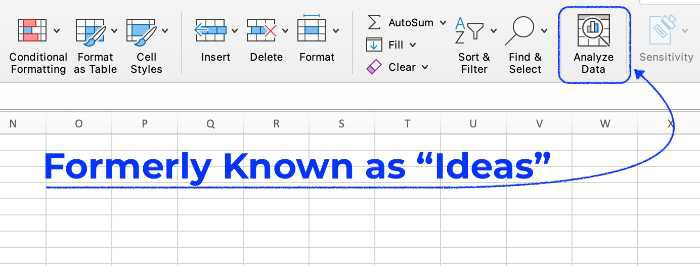 Conditional Formatting
Format as Table
Cell Styles
Insert
Delete
Format
AutoSum
Fill
Clear
Sort & Filter
Find & Select
Analyze Data
Sensitivity
N O P Q R S T U V W X
Formerly Known as “Ideas”